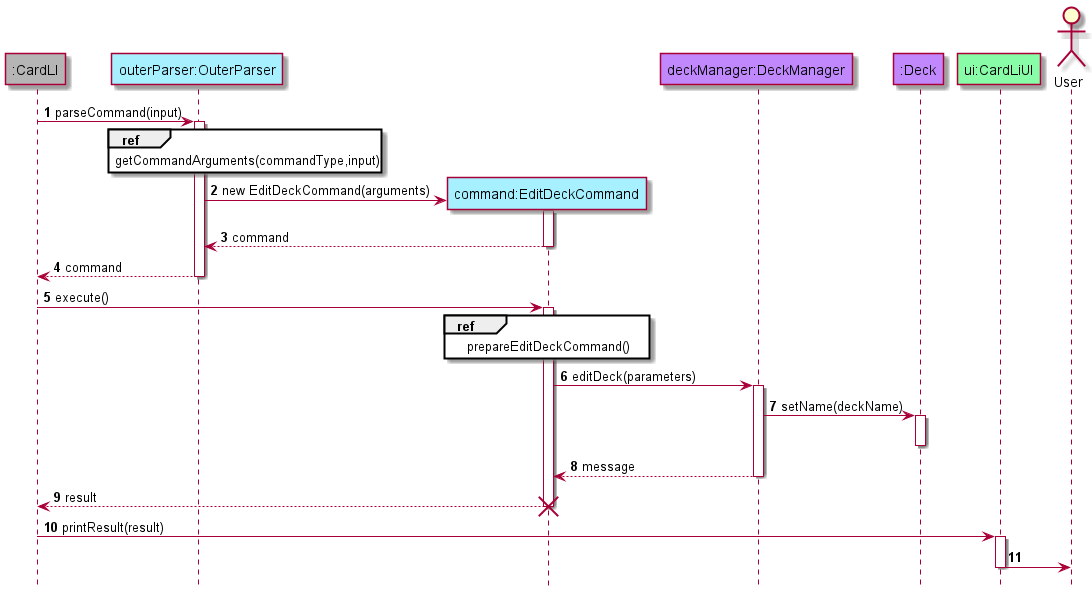 :CardLI
outerParser:OuterParser
deckManager:DeckManager
:Deck
ui:CardLiUI
User
1 parseCommand(input)
ref
getCommandArguments(commandType,input)
2 new EditDeckCommand(arguments)
command:EditDeckCommand
3 command
4 command
5 execute()
ref
prepareEditDeckCommand()
6 editDeck(parameters)
7 setName(deckName)
8 message
9 result
10 printResult(result)
11